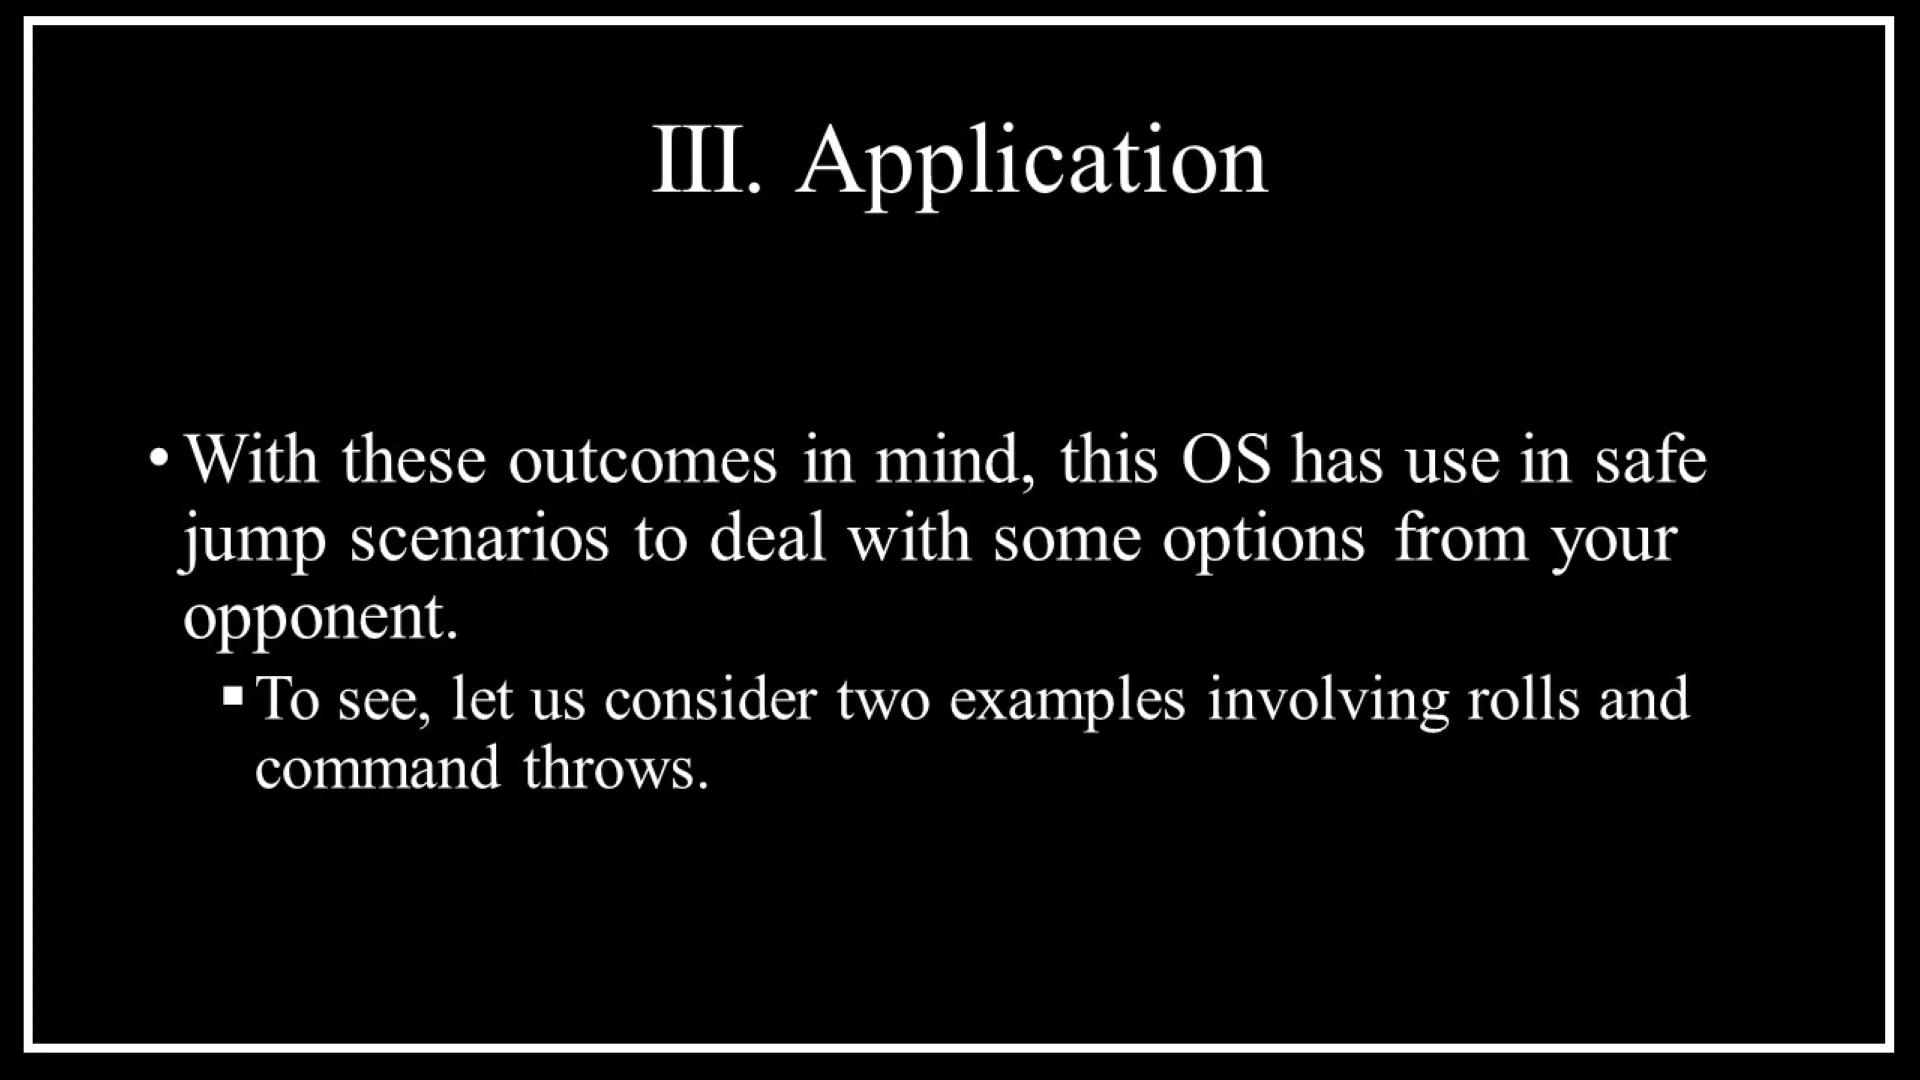 III. Application
• With these outcomes in mind, this OS has use in safe
jump scenarios to deal with some options from your
opponent.
▪ To see, let us consider two examples involving rolls and
command throws.